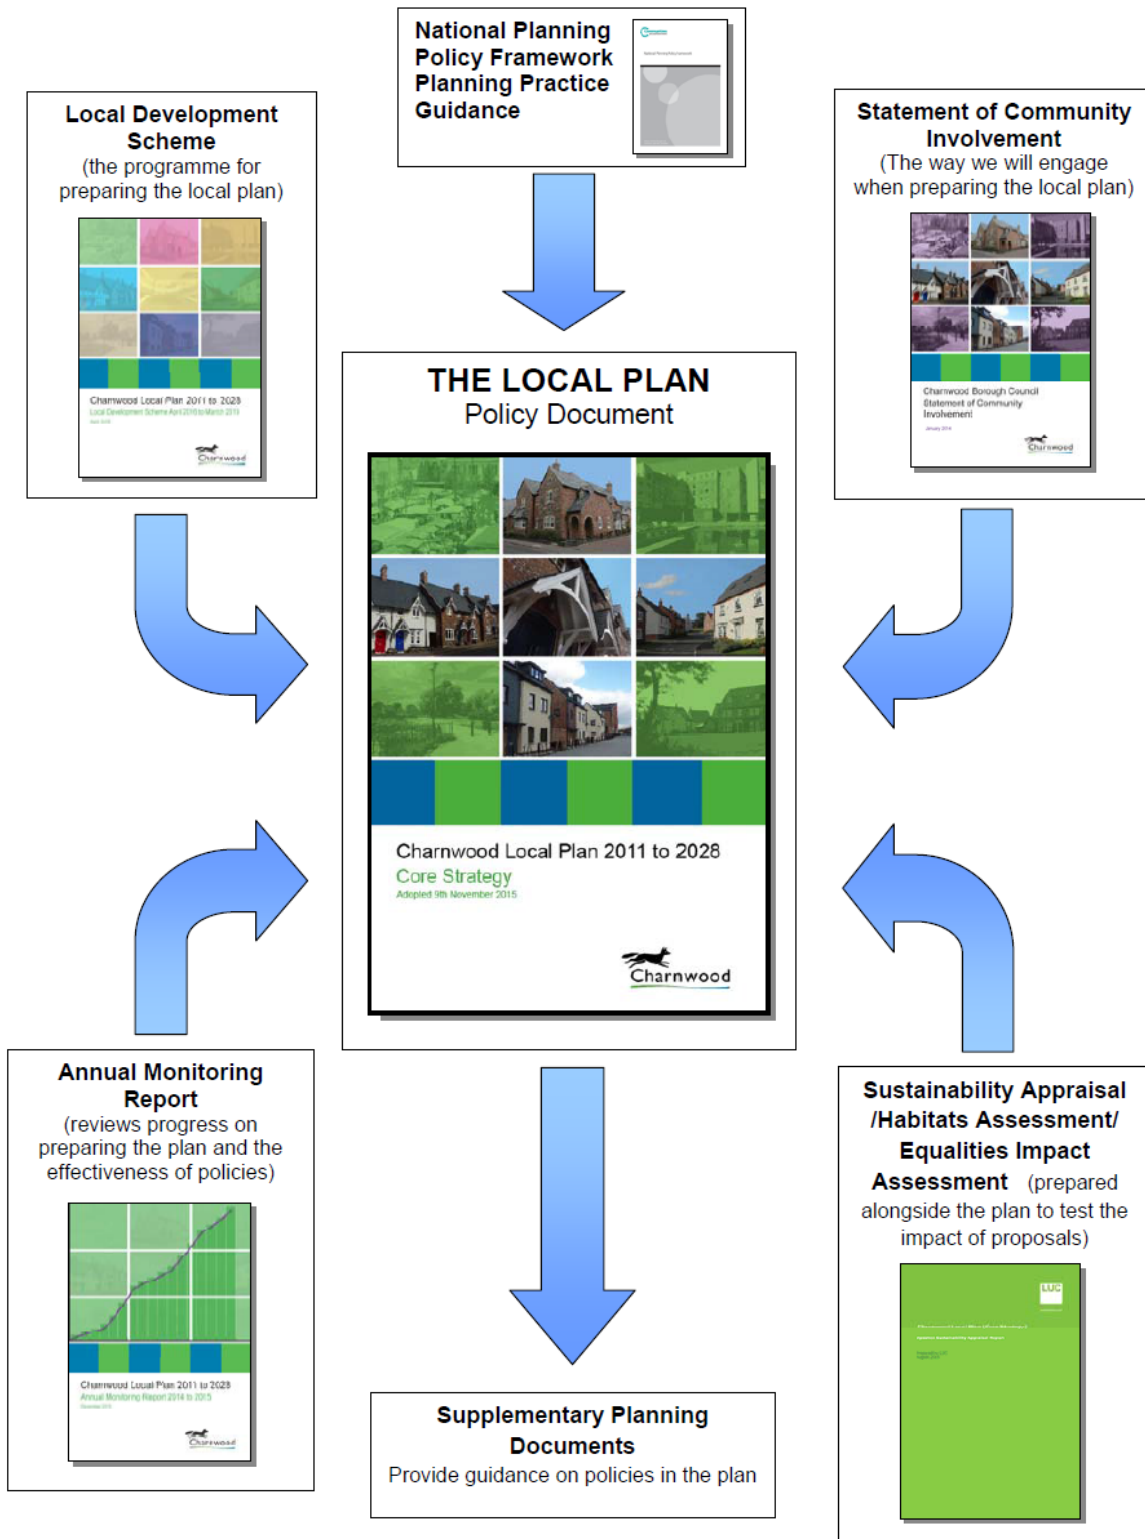 National Planning
Policy Framework
Planning Practice
Guidance
National Planning Policy Framework
Local Development
Scheme
(the programme for
preparing the local plan)
Charnwood Local Plan 2011 to 2028
Local Development Scheme April 2016 to March 2019
Charnwood
Statement of Community
Involvement
(The way we will engage
when preparing the local plan)
Charnwood Borough Council
Statement of Community
Involvement
January 2014
Charnwood
THE LOCAL PLAN
Policy Document
Charnwood Local Plan 2011 to 2028
Core Strategy
Adopted 9th November 2015
Charnwood
Annual Monitoring
Report
(reviews progress on
preparing the plan and the
effectiveness of policies)
Charnwood Local Plan 2011 to 2028
Annual Monitoring Report 2014 to 2015
Charnwood
Sustainability Appraisal
/Habitats Assessment/
Equalities Impact
Assessment (prepared
alongside the plan to test the
impact of proposals)
LUC
Supplementary Planning
Documents
Provide guidance on policies in the plan